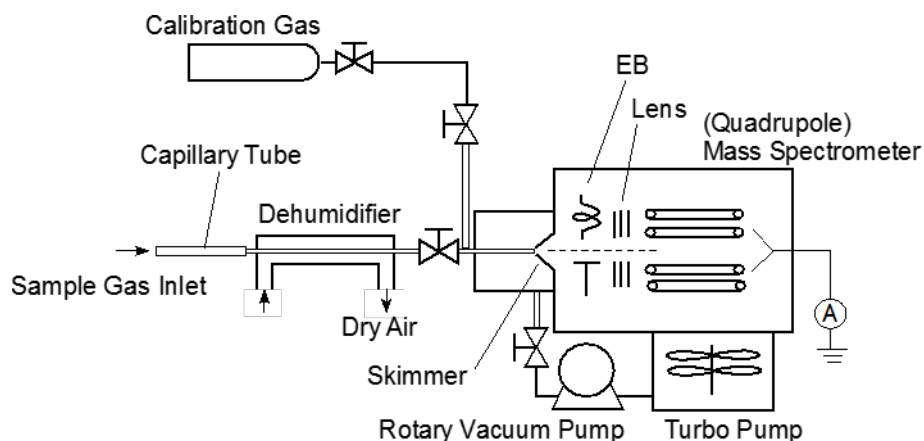 Calibration Gas
EB
Lens
(Quadrupole)
Mass Spectrometer
Capillary Tube
Dehumidifier
Sample Gas Inlet
Dry Air
A
Skimmer
Rotary Vacuum Pump
Turbo Pump